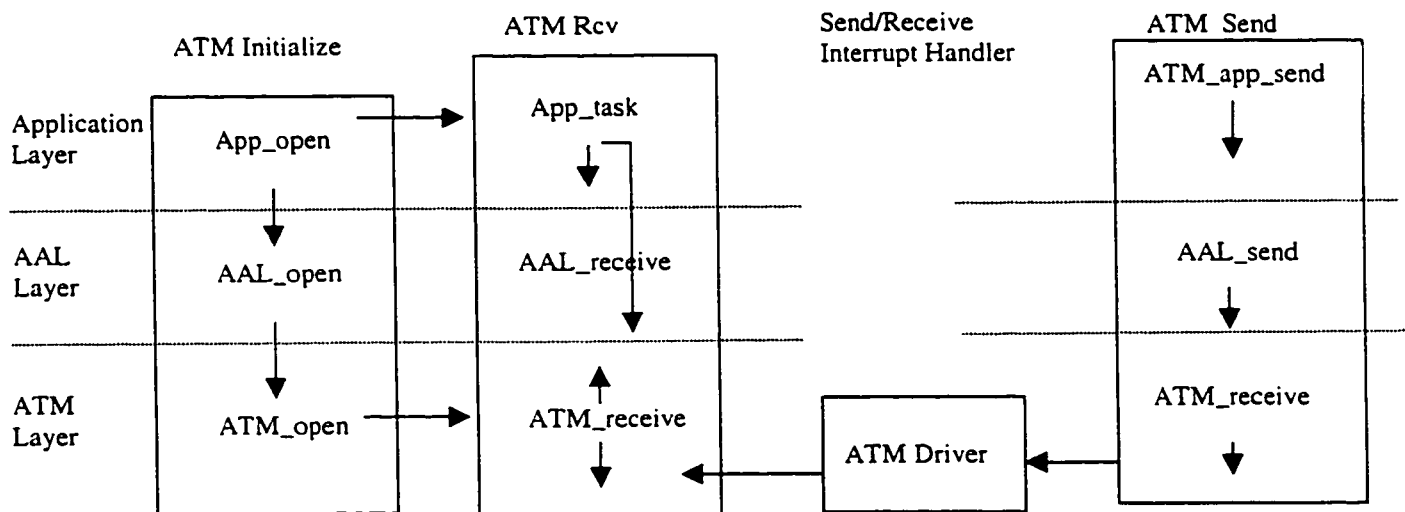 ATM Initialize
ATM Rcv
Send/Receive
Interrupt Handler
ATM Send
Application
Layer
App_open
App_task
ATM_app_send
AAL
Layer
AAL_open
AAL_receive
AAL_send
ATM
Layer
ATM_open
ATM_receive
ATM Driver
ATM_receive